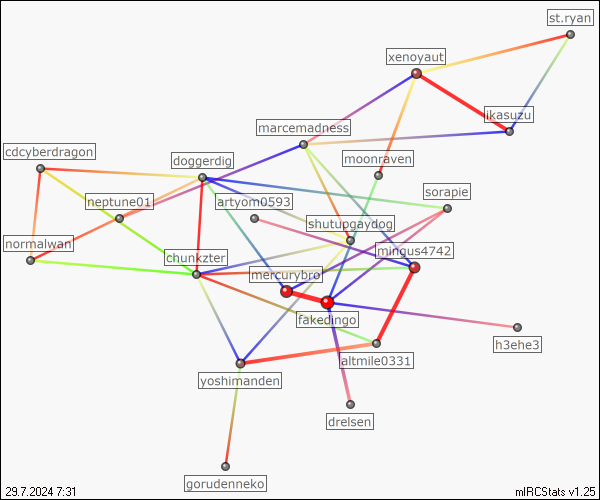 st.ryan
xenoyaut
ikasuzu
marcemadness
cdcyberdragon
doggerdig
moonraven
sorapie
neptune01
artyom0593
shutupgaydog
normalwan
chunkzter
mingus4742
mercurybro
fakedingo
h3ehe3
altmile0331
yoshimanden
drelsen
gorudenneko
29.7.2024 7:31
mIRCStats v1.25